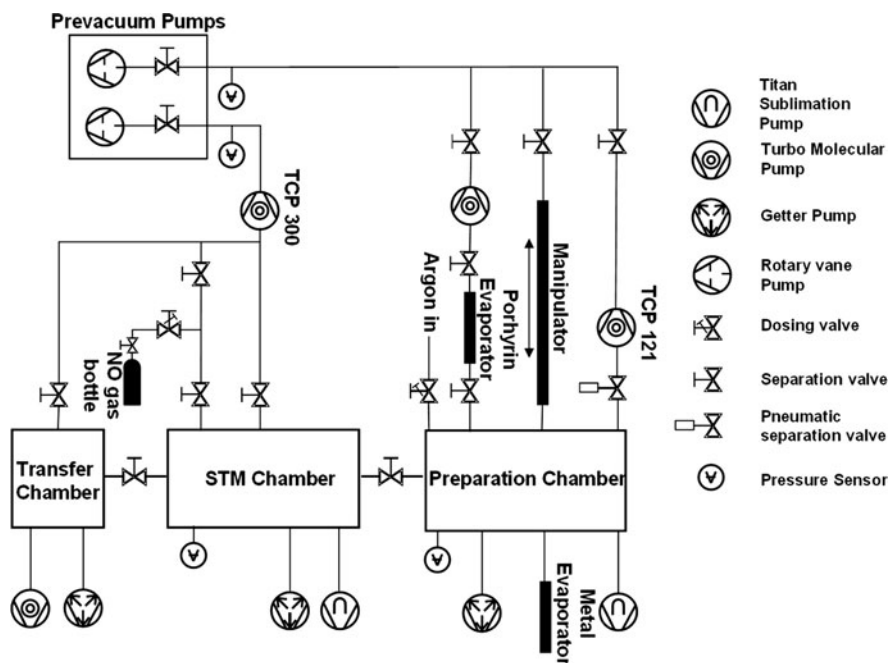 Prevacuum Pumps
TCP 300
Argon in
Porhyrin
Evaporator
Manipulator
TCP 121
NO gas
bottle
Transfer
Chamber
STM Chamber
Preparation Chamber
Metal
Evaporator
Titan
Sublimation
Pump
Turbo Molecular
Pump
Getter Pump
Rotary vane
Pump
Dosing valve
Separation valve
Pneumatic
separation valve
Pressure Sensor